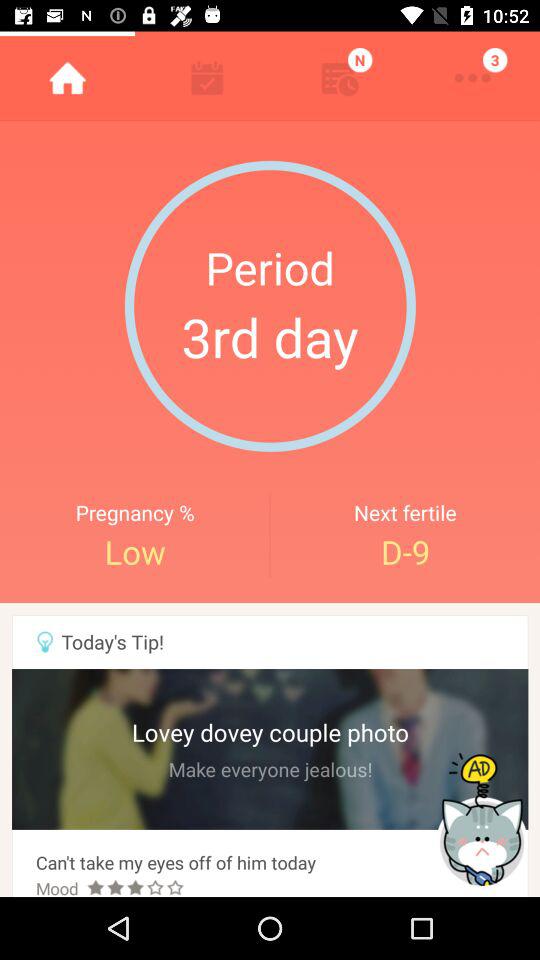 10:52
N
3
Period
3rd day
Pregnancy %
Next fertile
Low
D-9
Today's Tip!
Lovey dovey couple photo
Make everyone jealous!
AD
Can't take my eyes off of him today
Mood